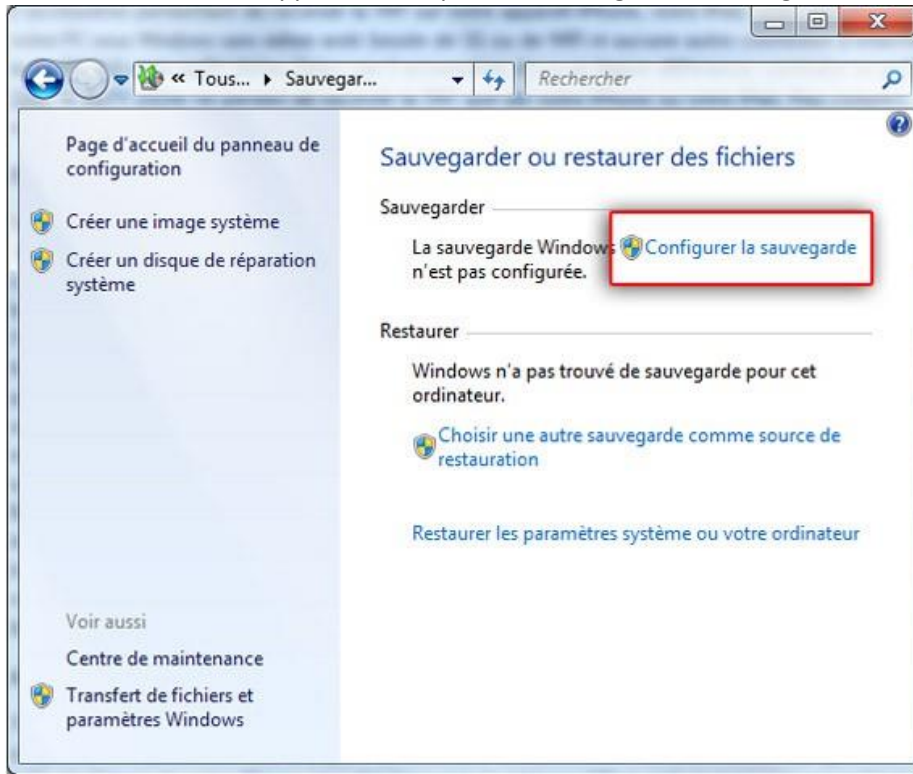 « Tous... ▸ Sauvegar...
Rechercher
Page d'accueil du panneau de
configuration
Créer une image système
Créer un disque de réparation
système
Voir aussi
Centre de maintenance
Transfert de fichiers et
paramètres Windows
Sauvegarder ou restaurer des fichiers
Sauvegarder
La sauvegarde Windows
n'est pas configurée.
Configurer la sauvegarde
Restaurer
Windows n'a pas trouvé de sauvegarde pour cet
ordinateur.
Choisir une autre sauvegarde comme source de
restauration
Restaurer les paramètres système ou votre ordinateur